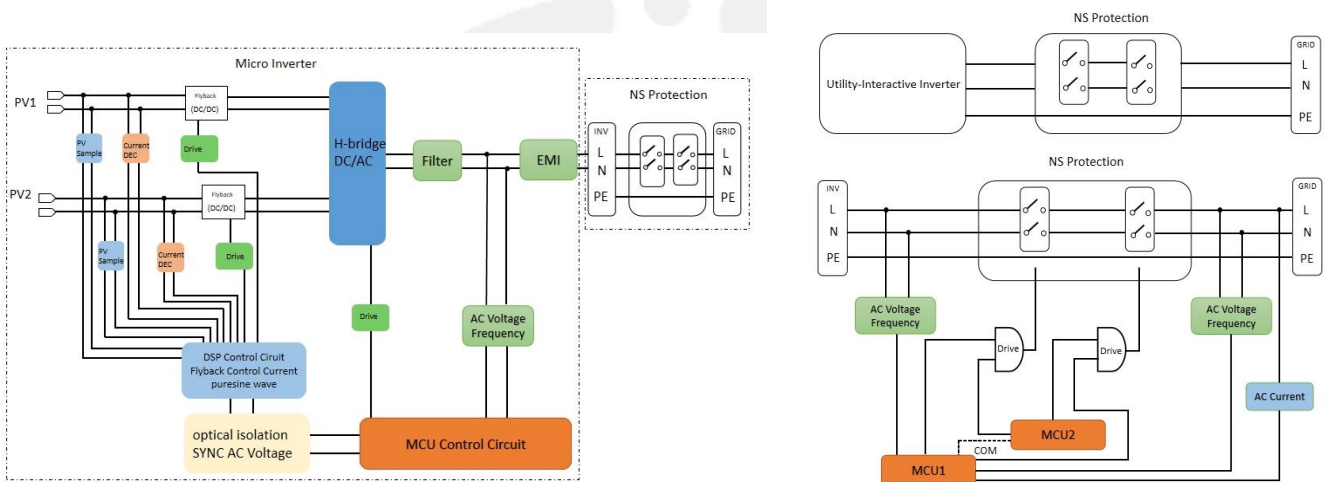 Micro Inverter
PV1
Flyback
(DC/DC)
PV
Sample
Current
DEC
Drive
PV2
Flyback
(DC/DC)
PV
Sample
Current
DEC
Drive
H-bridge
DC/AC
Filter
EMI
Drive
AC Voltage
Frequency
DSP Control Ciruit
Flyback Control Current
puresine wave
optical isolation
SYNC AC Voltage
MCU Control Circuit
NS Protection
INV
L
N
PE
GRID
L
N
PE
NS Protection
Utility-Interactive Inverter
GRID
L
N
PE
NS Protection
INV
L
N
PE
GRID
L
N
PE
AC Voltage
Frequency
AC Voltage
Frequency
Drive
Drive
AC Current
MCU2
COM
MCU1